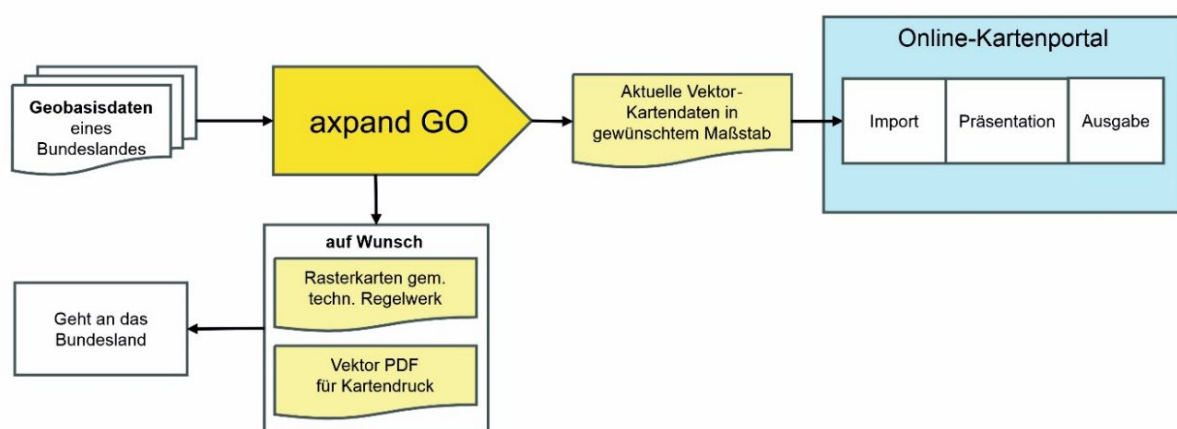 Geobasisdaten
eines
Bundeslandes
axpand GO
Aktuelle Vektor-
Kartendaten in
gewünschtem Maßstab
Online-Kartenportal
Import
Präsentation
Ausgabe
auf Wunsch
Rasterkarten gem.
techn. Regelwerk
Vektor PDF
für Kartendruck
Geht an das
Bundesland